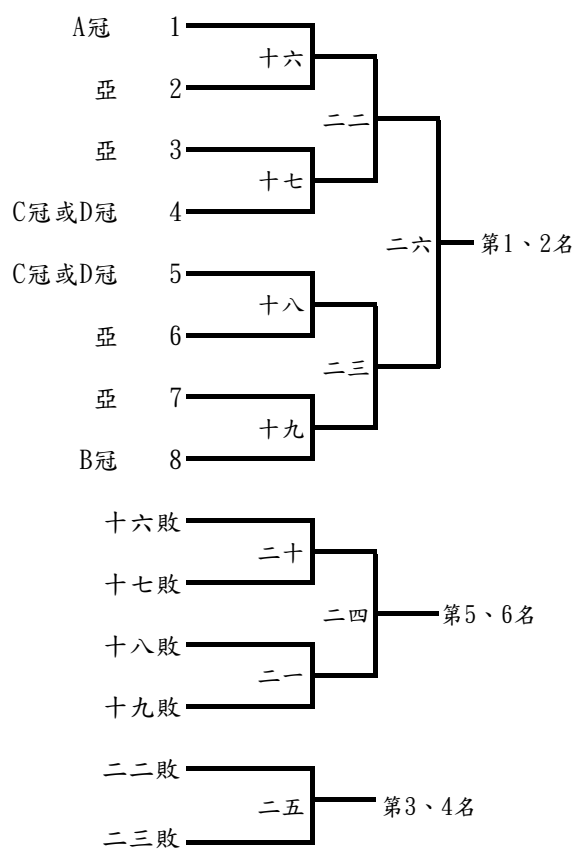 A冠 1
十六
亞 2
二二
亞 3
十七
C冠或D冠 4
二六 第1、2名
C冠或D冠 5
十八
亞 6
二三
亞 7
十九
B冠 8
十六敗
二十
十七敗
二四 第5、6名
十八敗
二一
十九敗
二二敗
二五 第3、4名
二三敗